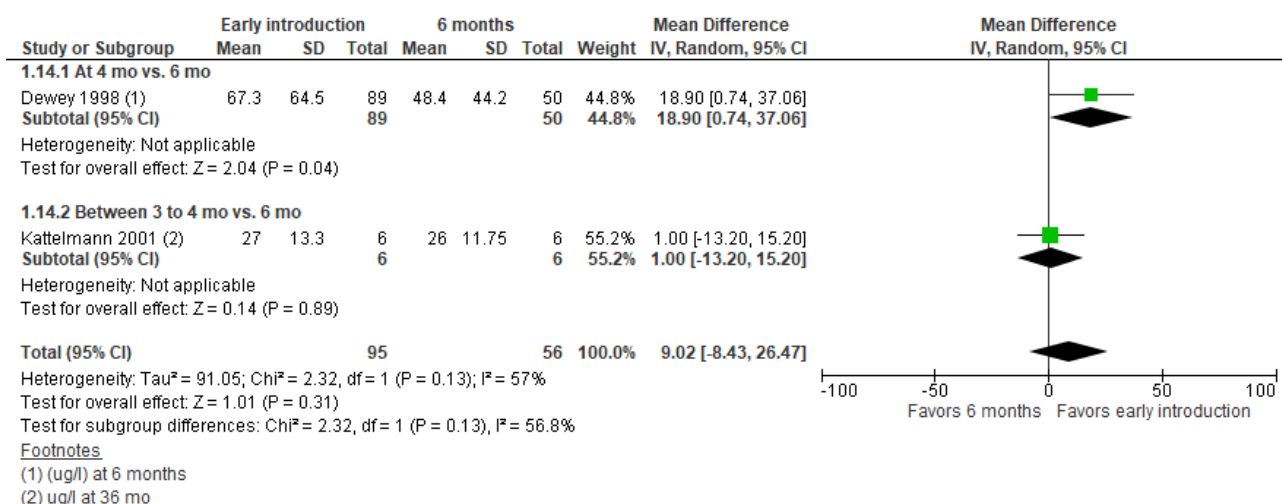 Early introduction 6 months Mean Difference Mean Difference
Study or Subgroup Mean SD Total Mean SD Total Weight IV, Random, 95% CI IV, Random, 95% CI
1.14.1 At 4 mo vs. 6 mo
Dewey 1998 (1) 67.3 64.5 89 48.4 44.2 50 44.8% 18.90 [0.74, 37.06]
Subtotal (95% CI) 89 50 44.8% 18.90 [0.74, 37.06]
Heterogeneity: Not applicable
Test for overall effect: Z = 2.04 (P = 0.04)
1.14.2 Between 3 to 4 mo vs. 6 mo
Kattelmann 2001 (2) 27 13.3 6 26 11.75 6 55.2% 1.00 [-13.20, 15.20]
Subtotal (95% CI) 6 6 55.2% 1.00 [-13.20, 15.20]
Heterogeneity: Not applicable
Test for overall effect: Z = 0.14 (P = 0.89)
Total (95% CI) 95 56 100.0% 9.02 [-8.43, 26.47]
Heterogeneity: Tau² = 91.05; Chi² = 2.32, df = 1 (P = 0.13); I² = 57%
Test for overall effect: Z = 1.01 (P = 0.31)
Test for subgroup differences: Chi² = 2.32, df = 1 (P = 0.13), I² = 56.8%
-100 -50 0 50 100
Favors 6 months Favors early introduction
Footnotes
(1) (ug/l) at 6 months
(2) ug/l at 36 mo